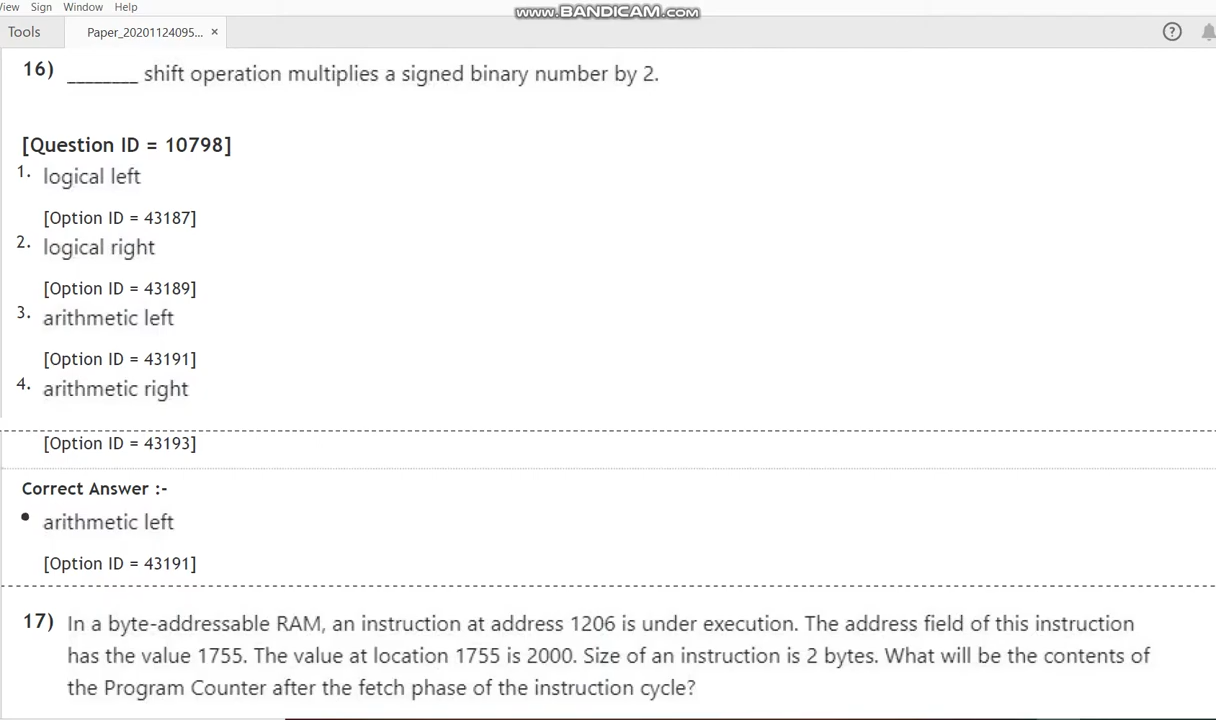 View Sign Window Help
www.BANDICAM.com
Tools Paper_20201124095... ×
16) ________ shift operation multiplies a signed binary number by 2.
[Question ID = 10798]
1. logical left
[Option ID = 43187]
2. logical right
[Option ID = 43189]
3. arithmetic left
[Option ID = 43191]
4. arithmetic right
[Option ID = 43193]
Correct Answer :-
• arithmetic left
[Option ID = 43191]
17) In a byte-addressable RAM, an instruction at address 1206 is under execution. The address field of this instruction
has the value 1755. The value at location 1755 is 2000. Size of an instruction is 2 bytes. What will be the contents of
the Program Counter after the fetch phase of the instruction cycle?